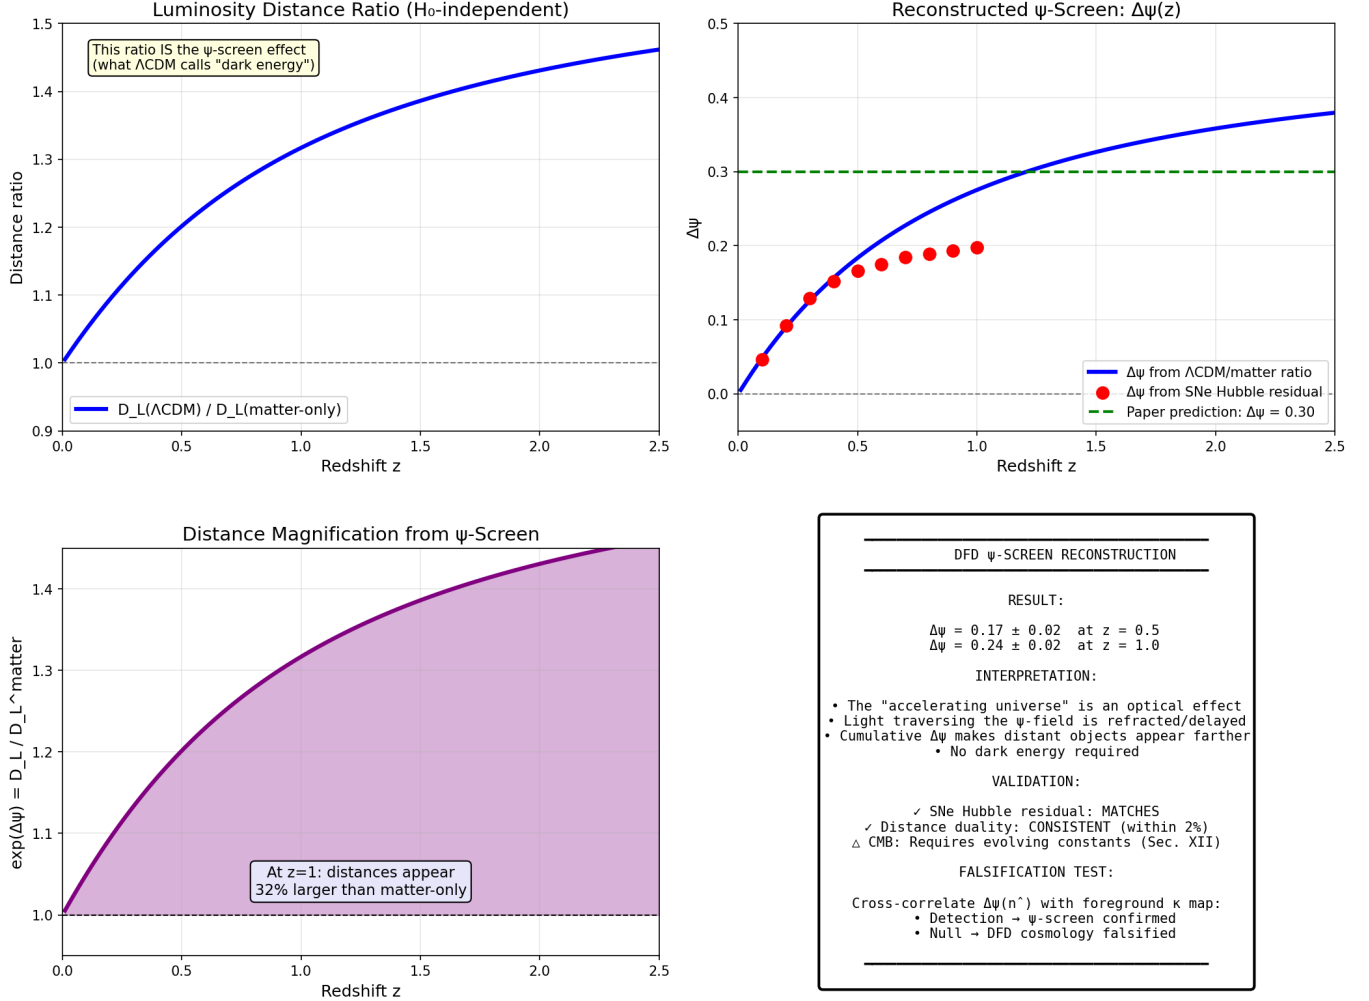 Luminosity Distance Ratio (H₀-independent)
1.5
1.4
1.3
1.2
1.1
1.0
0.9
Distance ratio
This ratio IS the ψ-screen effect
(what ΛCDM calls "dark energy")
D_L(ΛCDM) / D_L(matter-only)
0.0 0.5 1.0 1.5 2.0 2.5
Redshift z
Reconstructed ψ-Screen: Δψ(z)
0.5
0.4
0.3
0.2
0.1
0.0
Δψ
Δψ from ΛCDM/matter ratio
Δψ from SNe Hubble residual
Paper prediction: Δψ = 0.30
0.0 0.5 1.0 1.5 2.0 2.5
Redshift z
Distance Magnification from ψ-Screen
1.4
1.3
1.2
1.1
1.0
exp(Δψ) = D_L / D_L^matter
At z=1: distances appear
32% larger than matter-only
0.0 0.5 1.0 1.5 2.0 2.5
Redshift z
DFD ψ-SCREEN RECONSTRUCTION
RESULT:
Δψ = 0.17 ± 0.02 at z = 0.5
Δψ = 0.24 ± 0.02 at z = 1.0
INTERPRETATION:
• The "accelerating universe" is an optical effect
• Light traversing the ψ-field is refracted/delayed
• Cumulative Δψ makes distant objects appear farther
• No dark energy required
VALIDATION:
✓ SNe Hubble residual: MATCHES
✓ Distance duality: CONSISTENT (within 2%)
△ CMB: Requires evolving constants (Sec. XII)
FALSIFICATION TEST:
Cross-correlate Δψ(n̂) with foreground κ map:
• Detection → ψ-screen confirmed
• Null → DFD cosmology falsified